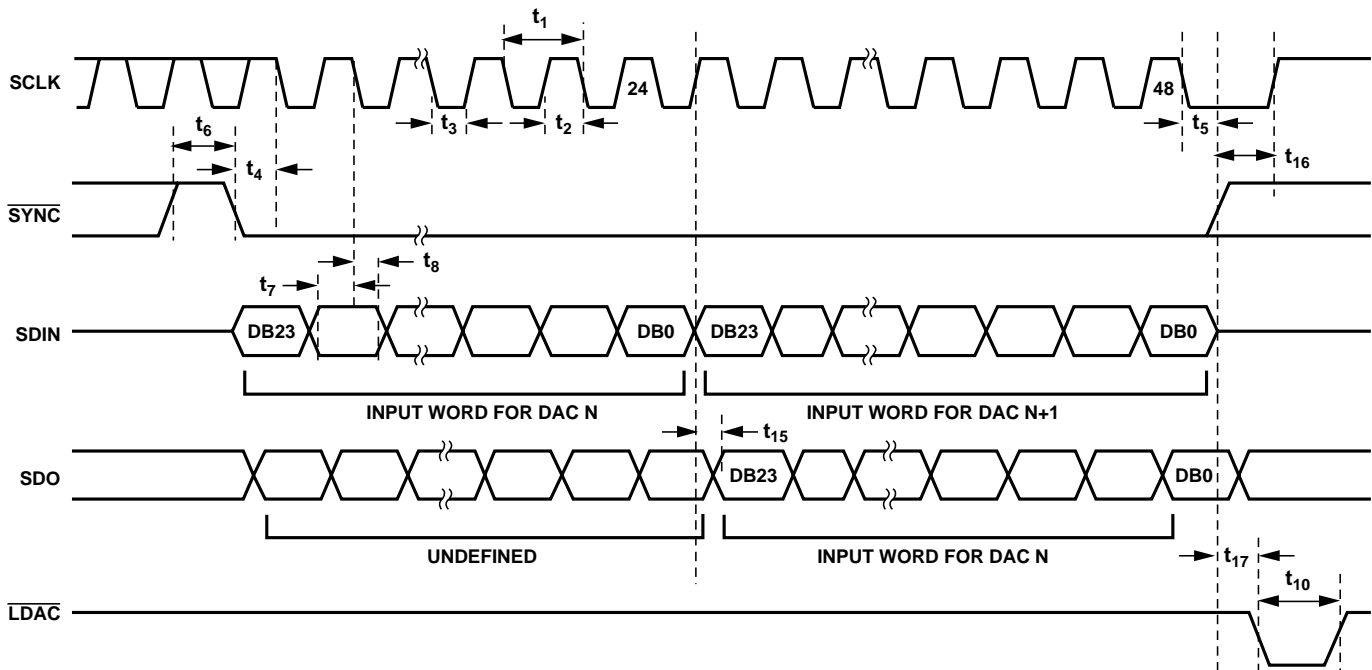 t1
SCLK
24
48
t3
t2
t5
t6
t4
t16
SYNC
t8
t7
SDIN
DB23
DB0
DB23
DB0
INPUT WORD FOR DAC N
INPUT WORD FOR DAC N+1
t15
SDO
DB23
DB0
UNDEFINED
INPUT WORD FOR DAC N
t17
t10
LDAC